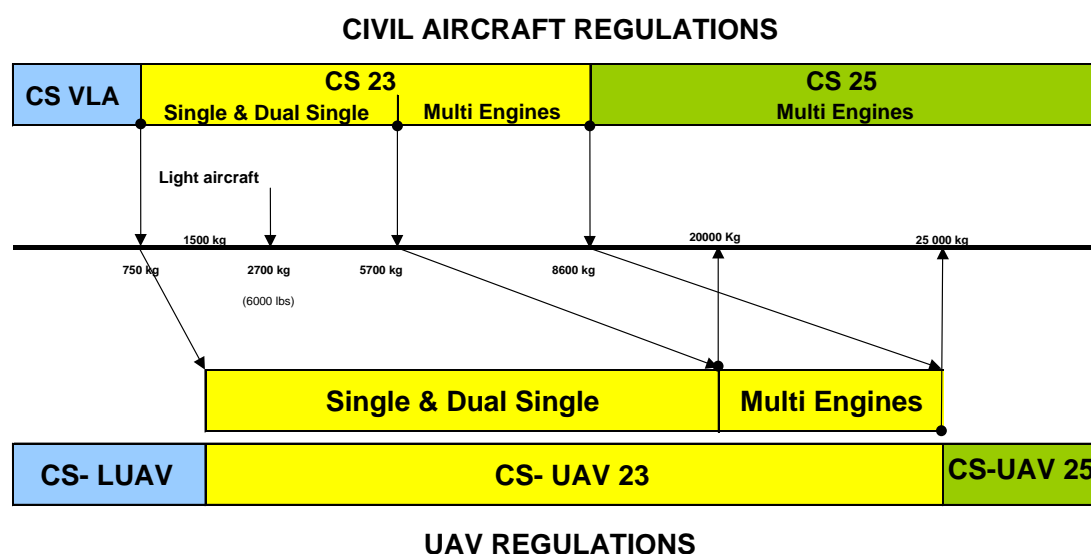 CIVIL AIRCRAFT REGULATIONS
CS VLA
CS 23
Single & Dual Single
Multi Engines
CS 25
Multi Engines
Light aircraft
1500 kg
20000 Kg
25 000 kg
750 kg
2700 kg
5700 kg
8600 kg
(6000 lbs)
Single & Dual Single
Multi Engines
CS- LUAV
CS- UAV 23
CS-UAV 25
UAV REGULATIONS